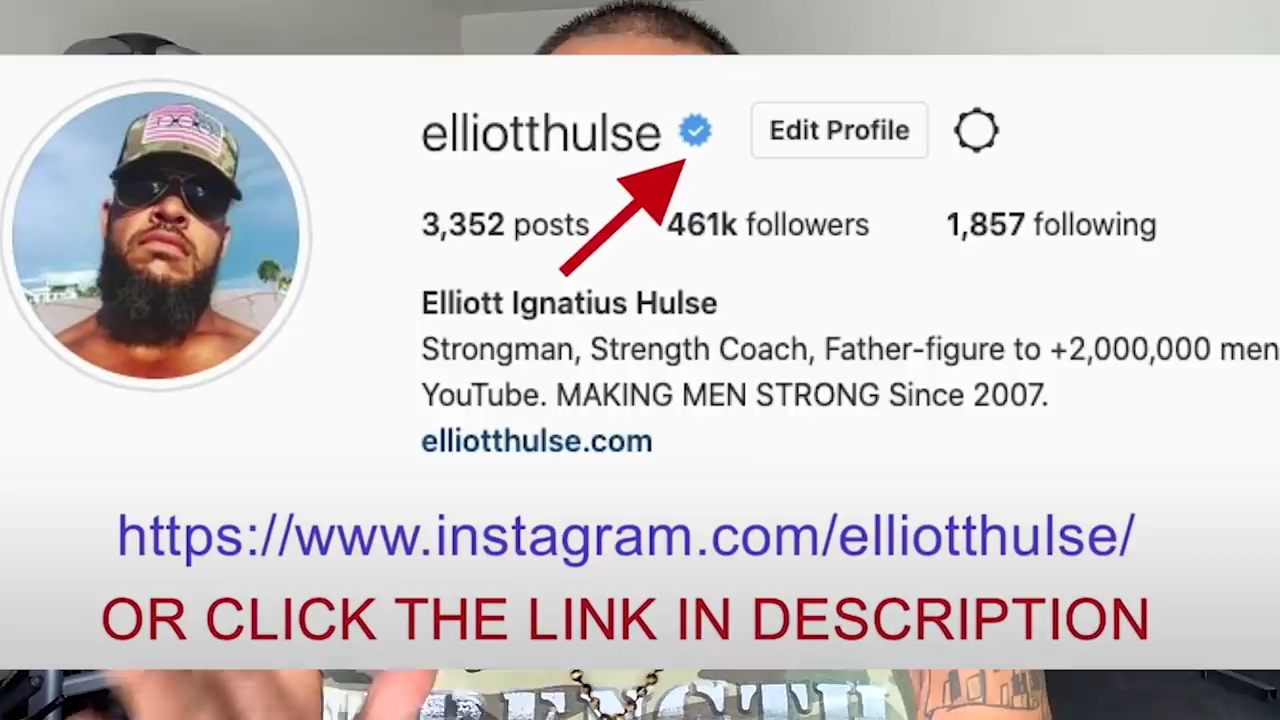 elliotthulse Edit Profile
3,352 posts 461k followers 1,857 following
Elliott Ignatius Hulse
Strongman, Strength Coach, Father-figure to +2,000,000 men
YouTube. MAKING MEN STRONG Since 2007.
elliotthulse.com
https://www.instagram.com/elliotthulse/
OR CLICK THE LINK IN DESCRIPTION